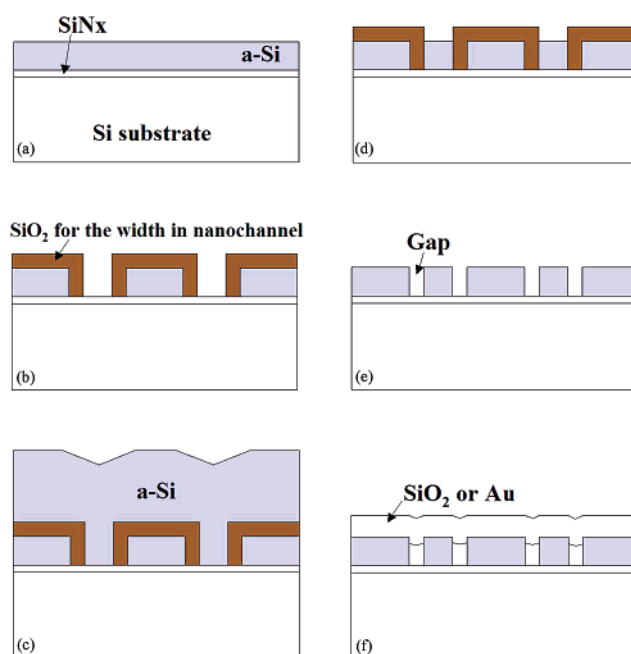 SiNx
a-Si
Si substrate
(a)
SiO₂ for the width in nanochannel
(b)
a-Si
(c)
(d)
Gap
(e)
SiO₂ or Au
(f)